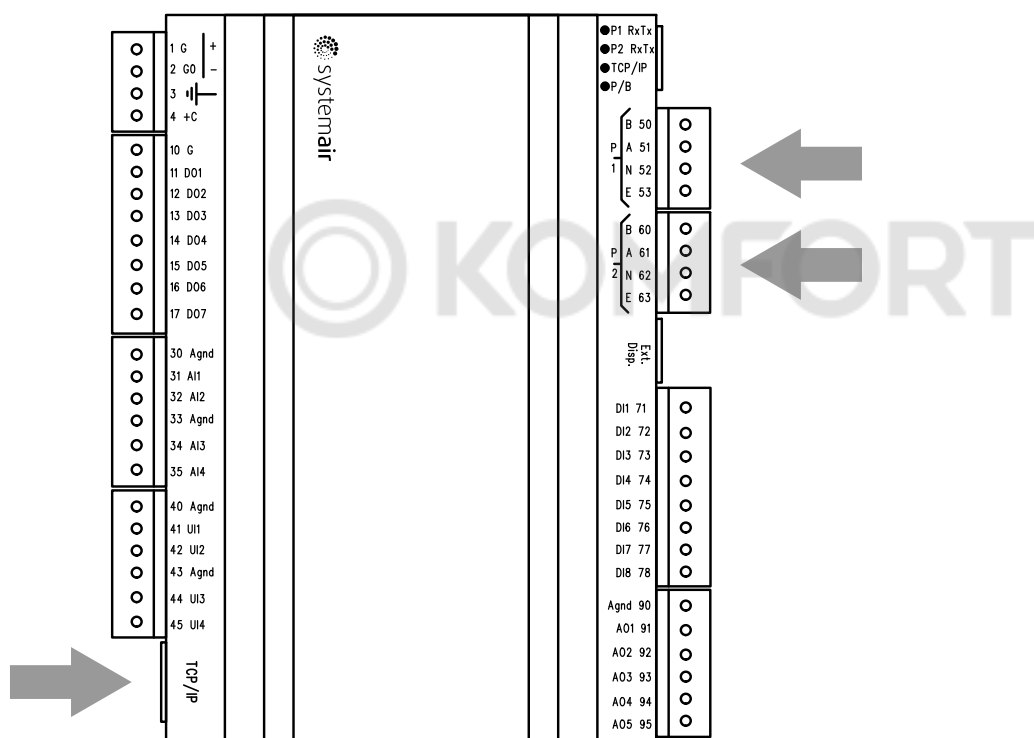 1 G +
2 G0 -
3
4 +C
10 G
11 DO1
12 DO2
13 DO3
14 DO4
15 DO5
16 DO6
17 DO7
30 Agnd
31 AI1
32 AI2
33 Agnd
34 AI3
35 AI4
40 Agnd
41 UI1
42 UI2
43 Agnd
44 UI3
45 UI4
TCP/IP
systemair
KOMFORT
P1 RxTx
P2 RxTx
TCP/IP
P/B
P 1
B 50
A 51
N 52
E 53
P 2
B 60
A 61
N 62
E 63
Ext.
Disp.
DI1 71
DI2 72
DI3 73
DI4 74
DI5 75
DI6 76
DI7 77
DI8 78
Agnd 90
AO1 91
AO2 92
AO3 93
AO4 94
AO5 95